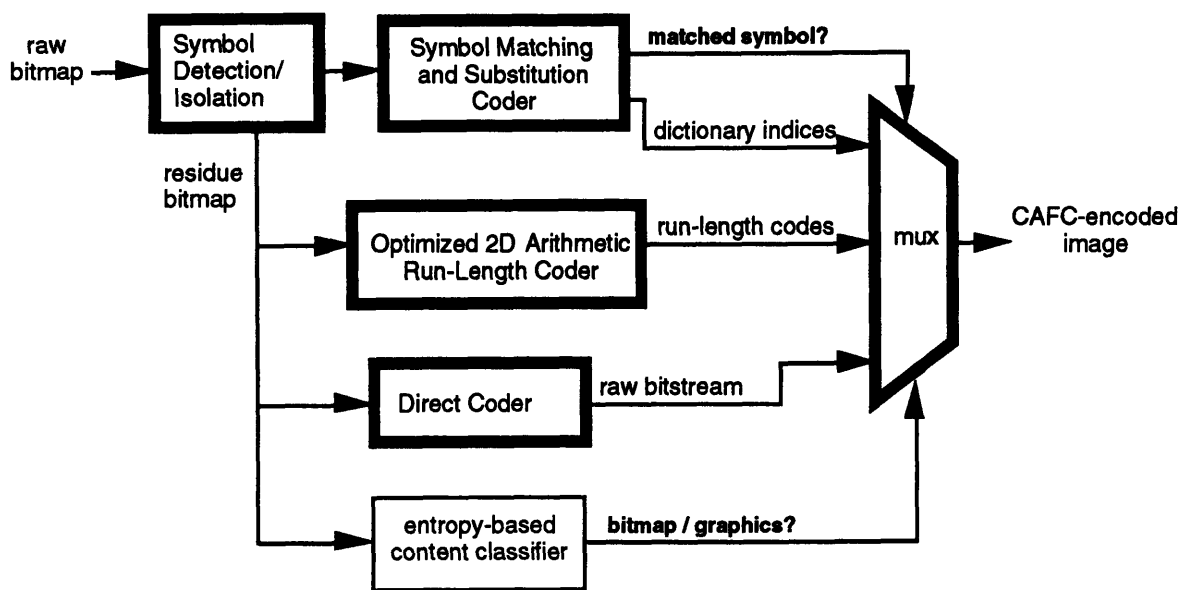 raw
bitmap
Symbol
Detection/
Isolation
Symbol Matching
and Substitution
Coder
matched symbol?
dictionary indices
residue
bitmap
Optimized 2D Arithmetic
Run-Length Coder
run-length codes
mux
CAFC-encoded
image
Direct Coder
raw bitstream
entropy-based
content classifier
bitmap / graphics?